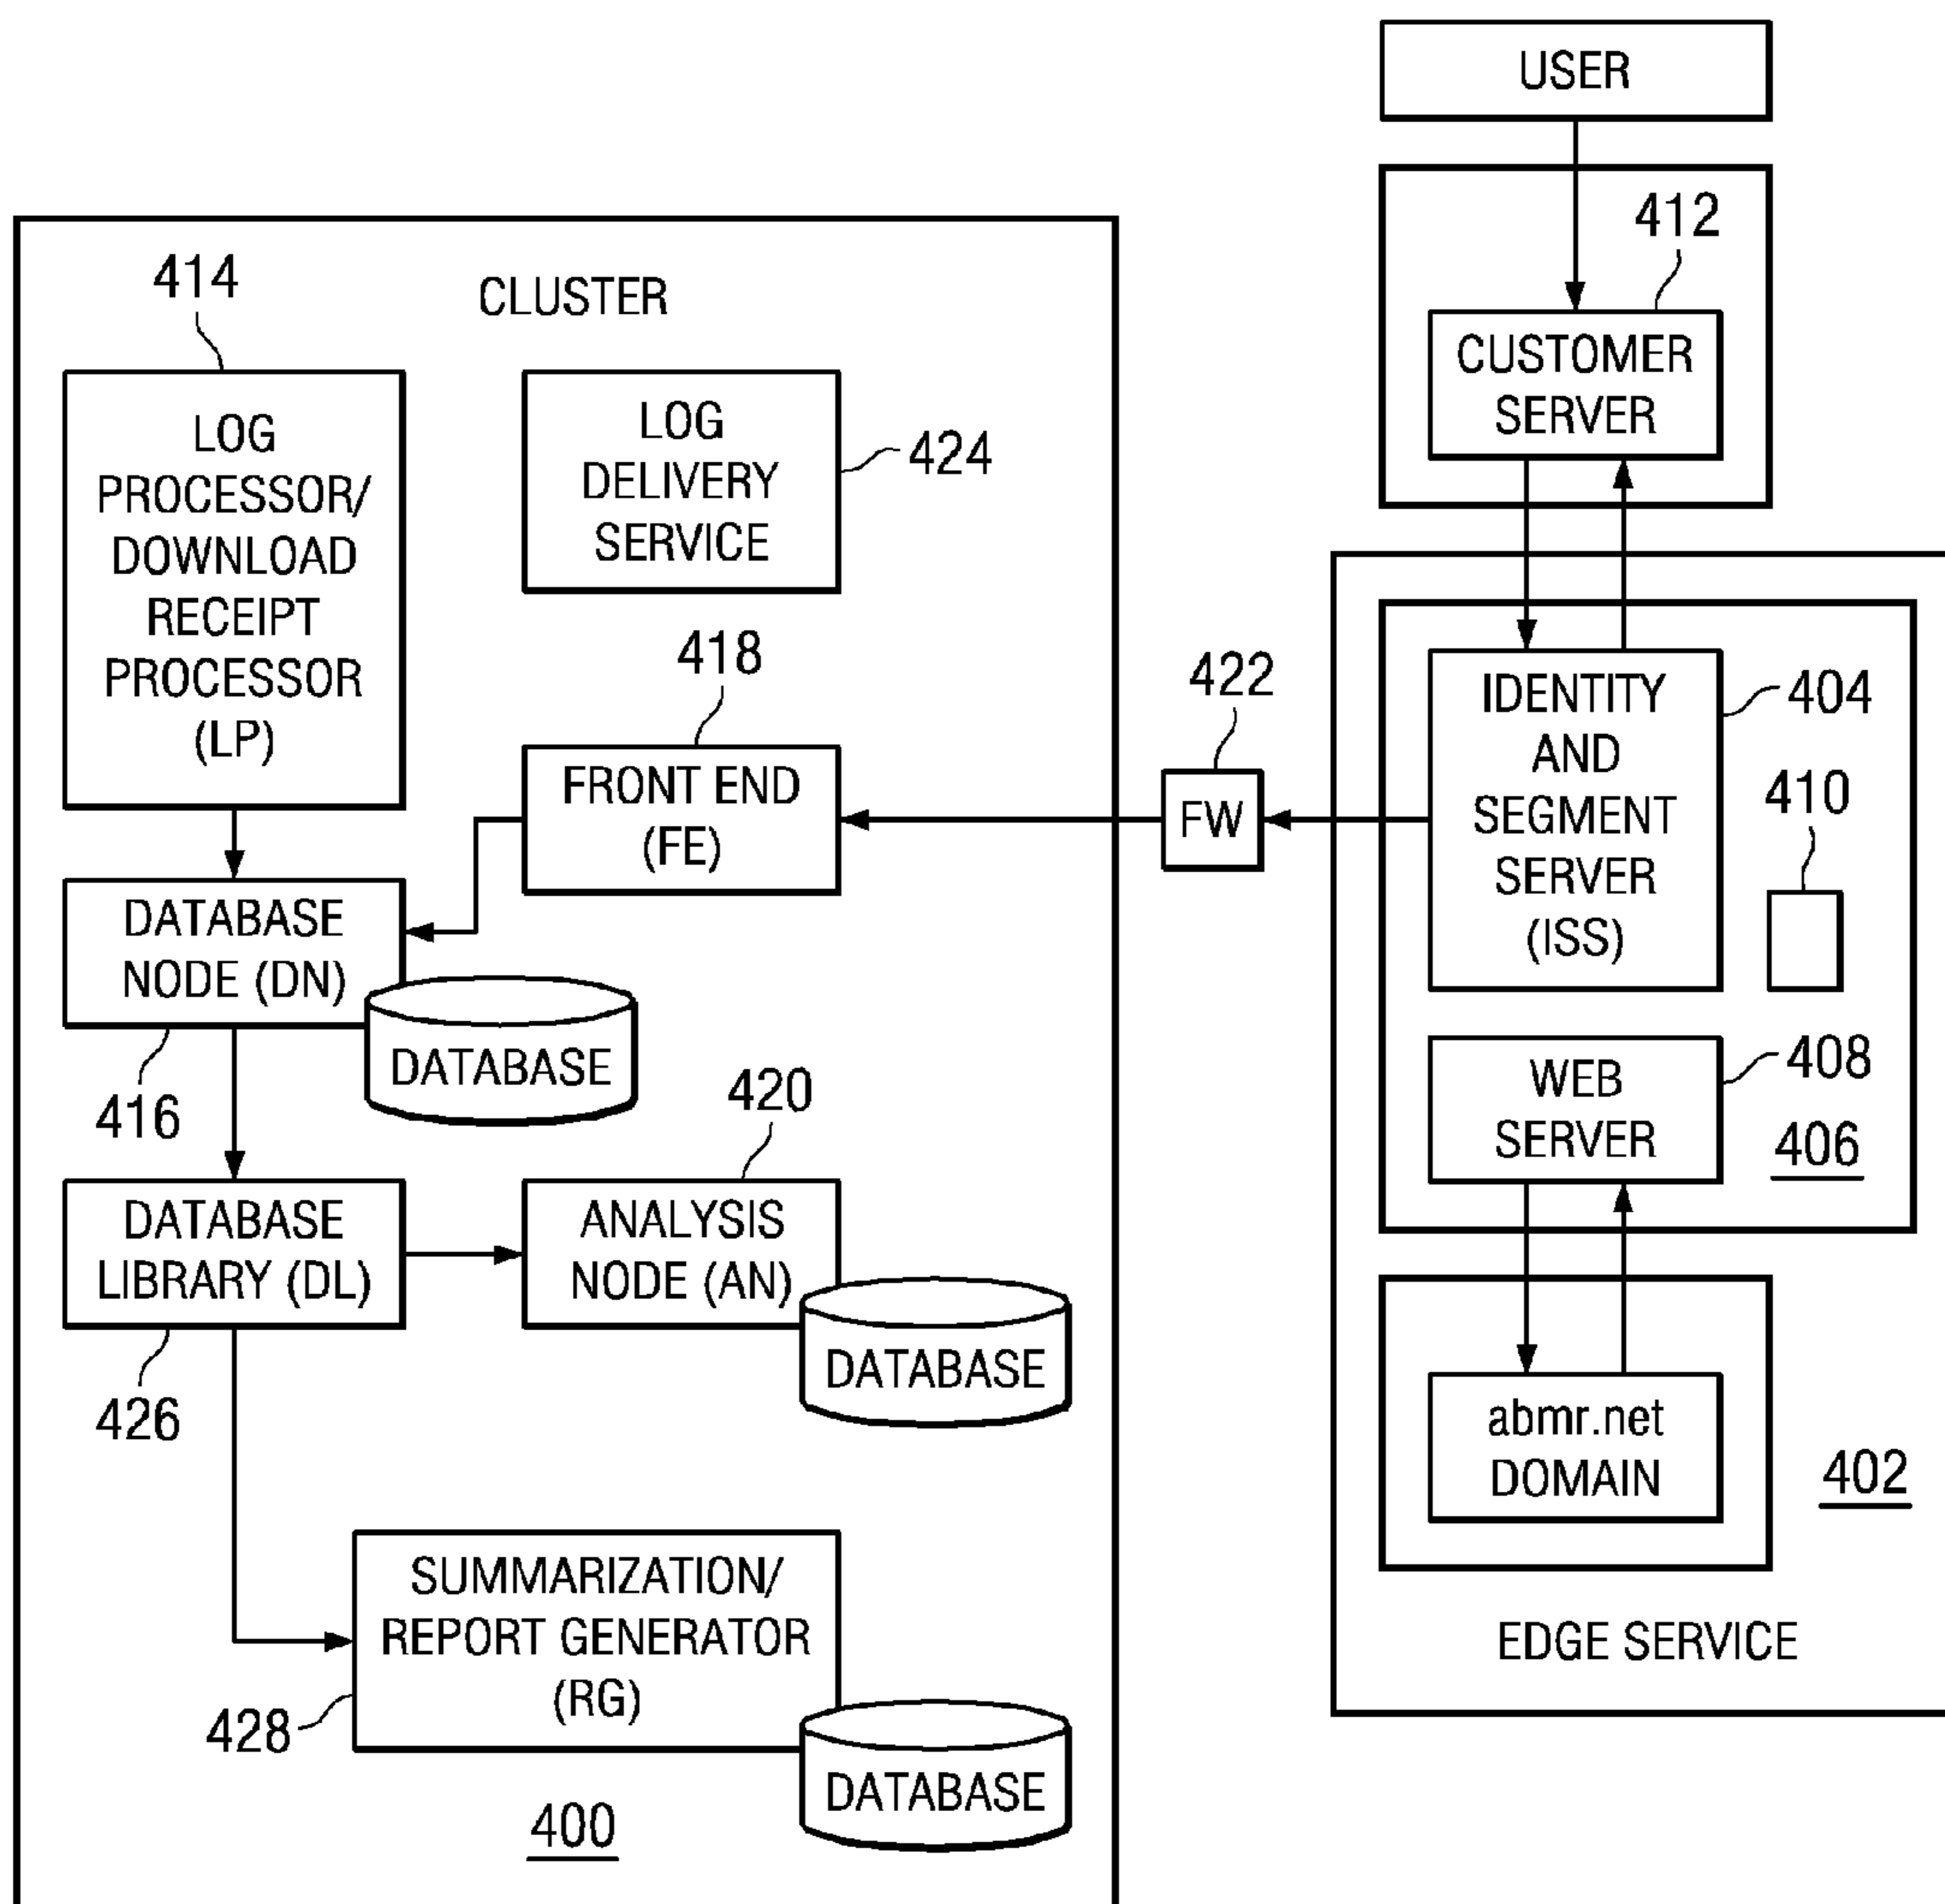 USER
412
CUSTOMER
SERVER
CLUSTER
414
LOG
PROCESSOR/
DOWNLOAD
RECEIPT
PROCESSOR
(LP)
LOG
DELIVERY
SERVICE
424
418
FRONT END
(FE)
422
FW
IDENTITY
AND
SEGMENT
SERVER
(ISS)
404
410
DATABASE
NODE (DN)
DATABASE
416
WEB
SERVER
408
406
420
DATABASE
LIBRARY (DL)
426
ANALYSIS
NODE (AN)
DATABASE
abmr.net
DOMAIN
402
EDGE SERVICE
SUMMARIZATION/
REPORT GENERATOR
(RG)
428
DATABASE
400